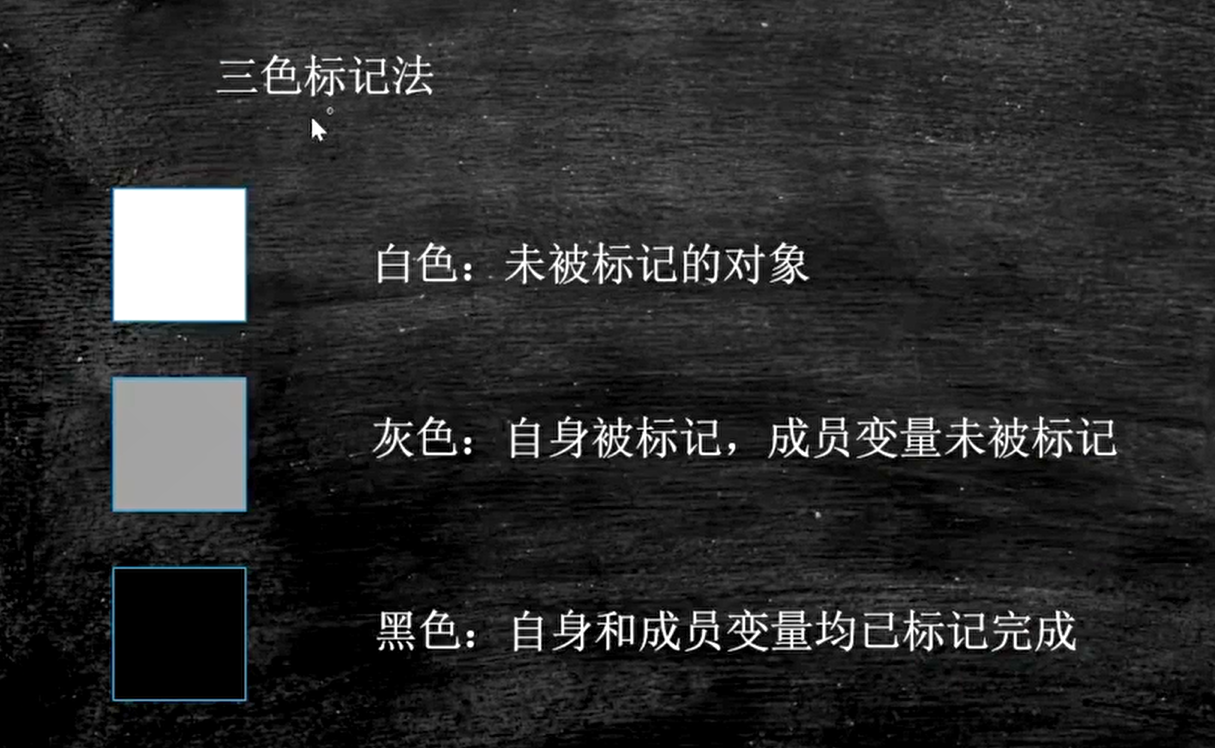 三色标记法
白色：未被标记的对象
灰色：自身被标记，成员变量未被标记
黑色：自身和成员变量均已标记完成